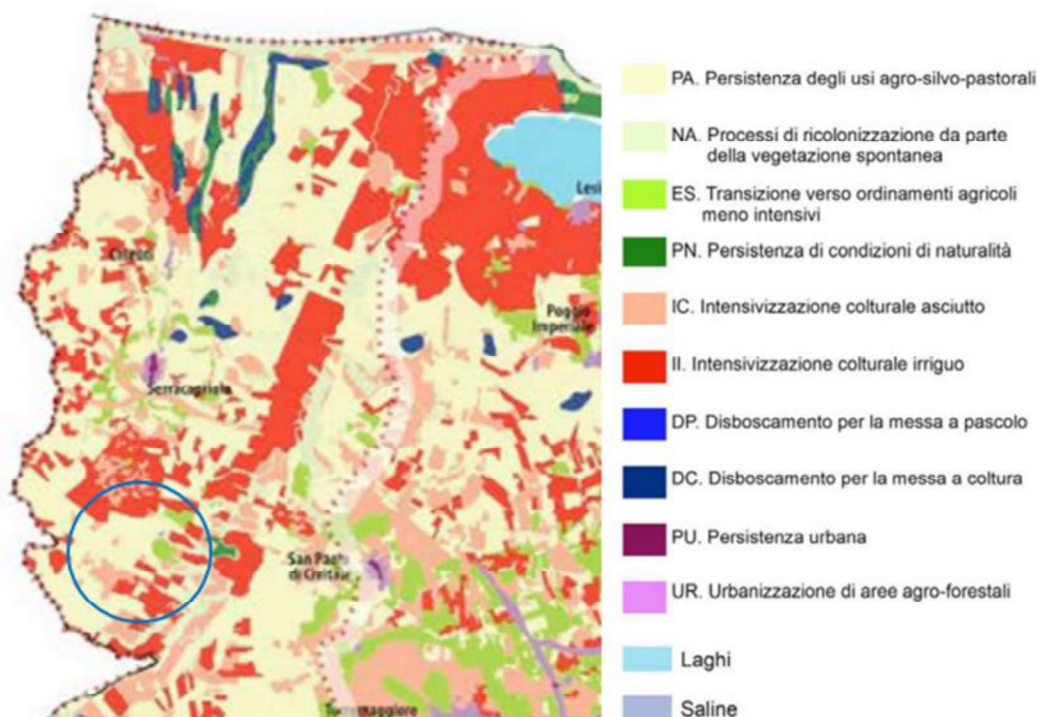 Lesi
Chieuti
Poggio
Imperiale
Serracapriola
San Paolo
di Civitate
Torremaggiore
PA. Persistenza degli usi agro-silvo-pastorali
NA. Processi di ricolonizzazione da parte
della vegetazione spontanea
ES. Transizione verso ordinamenti agricoli
meno intensivi
PN. Persistenza di condizioni di naturalità
IC. Intensivizzazione colturale asciutto
II. Intensivizzazione colturale irriguo
DP. Disboscamento per la messa a pascolo
DC. Disboscamento per la messa a coltura
PU. Persistenza urbana
UR. Urbanizzazione di aree agro-forestali
Laghi
Saline